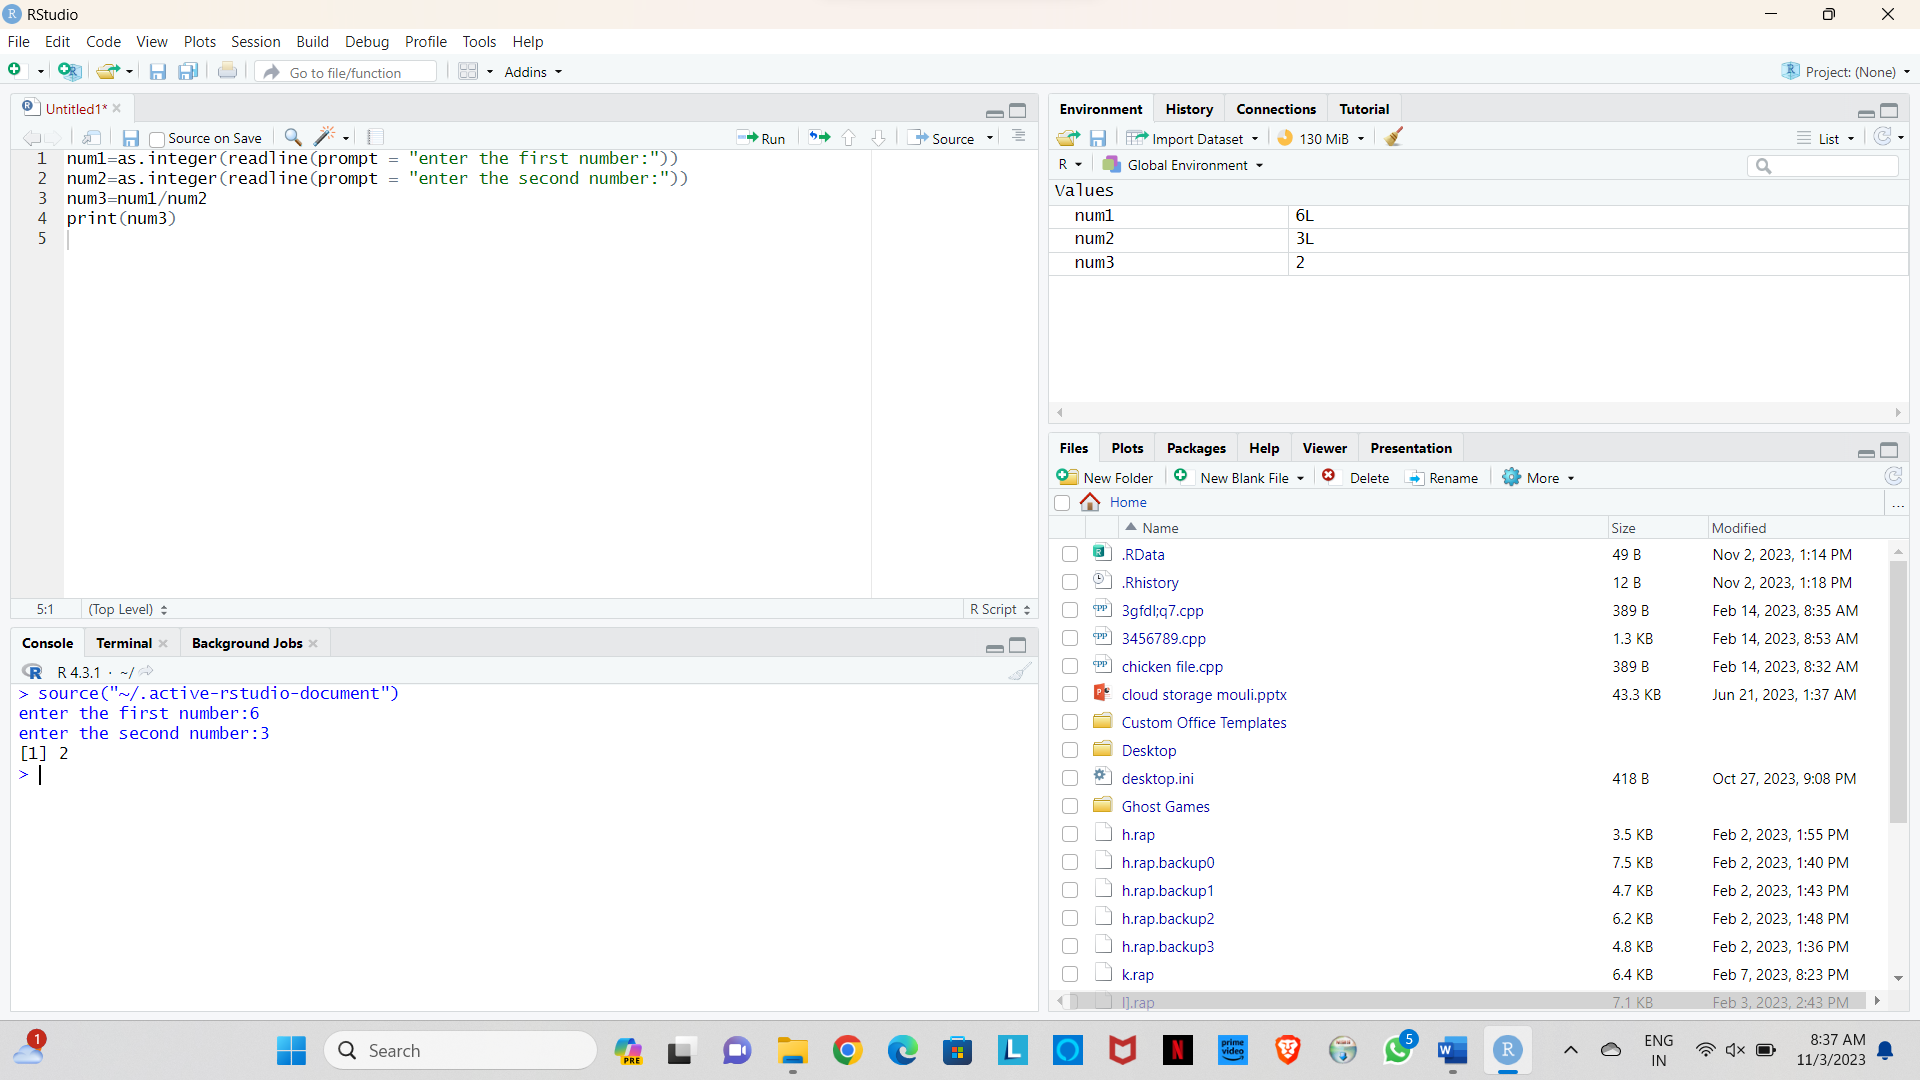 RStudio
File Edit Code View Plots Session Build Debug Profile Tools Help
Go to file/function Addins Project: (None)
Untitled1*
Source on Save Run Source
1 num1=as.integer(readline(prompt = "enter the first number:"))
2 num2=as.integer(readline(prompt = "enter the second number:"))
3 num3=num1/num2
4 print(num3)
5
5:1 (Top Level) R Script
Console Terminal Background Jobs
R 4.3.1 · ~/
> source("~/.active-rstudio-document")
enter the first number:6
enter the second number:3
[1] 2
>
Environment History Connections Tutorial
Import Dataset 130 MiB List
R Global Environment
Values
num1 6L
num2 3L
num3 2
Files Plots Packages Help Viewer Presentation
New Folder New Blank File Delete Rename More
Home ...
Name Size Modified
.RData 49 B Nov 2, 2023, 1:14 PM
.Rhistory 12 B Nov 2, 2023, 1:18 PM
3gfdl;q7.cpp 389 B Feb 14, 2023, 8:35 AM
3456789.cpp 1.3 KB Feb 14, 2023, 8:53 AM
chicken file.cpp 389 B Feb 14, 2023, 8:32 AM
cloud storage mouli.pptx 43.3 KB Jun 21, 2023, 1:37 AM
Custom Office Templates
Desktop
desktop.ini 418 B Oct 27, 2023, 9:08 PM
Ghost Games
h.rap 3.5 KB Feb 2, 2023, 1:55 PM
h.rap.backup0 7.5 KB Feb 2, 2023, 1:40 PM
h.rap.backup1 4.7 KB Feb 2, 2023, 1:43 PM
h.rap.backup2 6.2 KB Feb 2, 2023, 1:48 PM
h.rap.backup3 4.8 KB Feb 2, 2023, 1:36 PM
k.rap 6.4 KB Feb 7, 2023, 8:23 PM
l].rap 7.1 KB Feb 3, 2023, 2:43 PM
1 Search PRE L N prime video 5 W R ENG IN 8:37 AM
11/3/2023